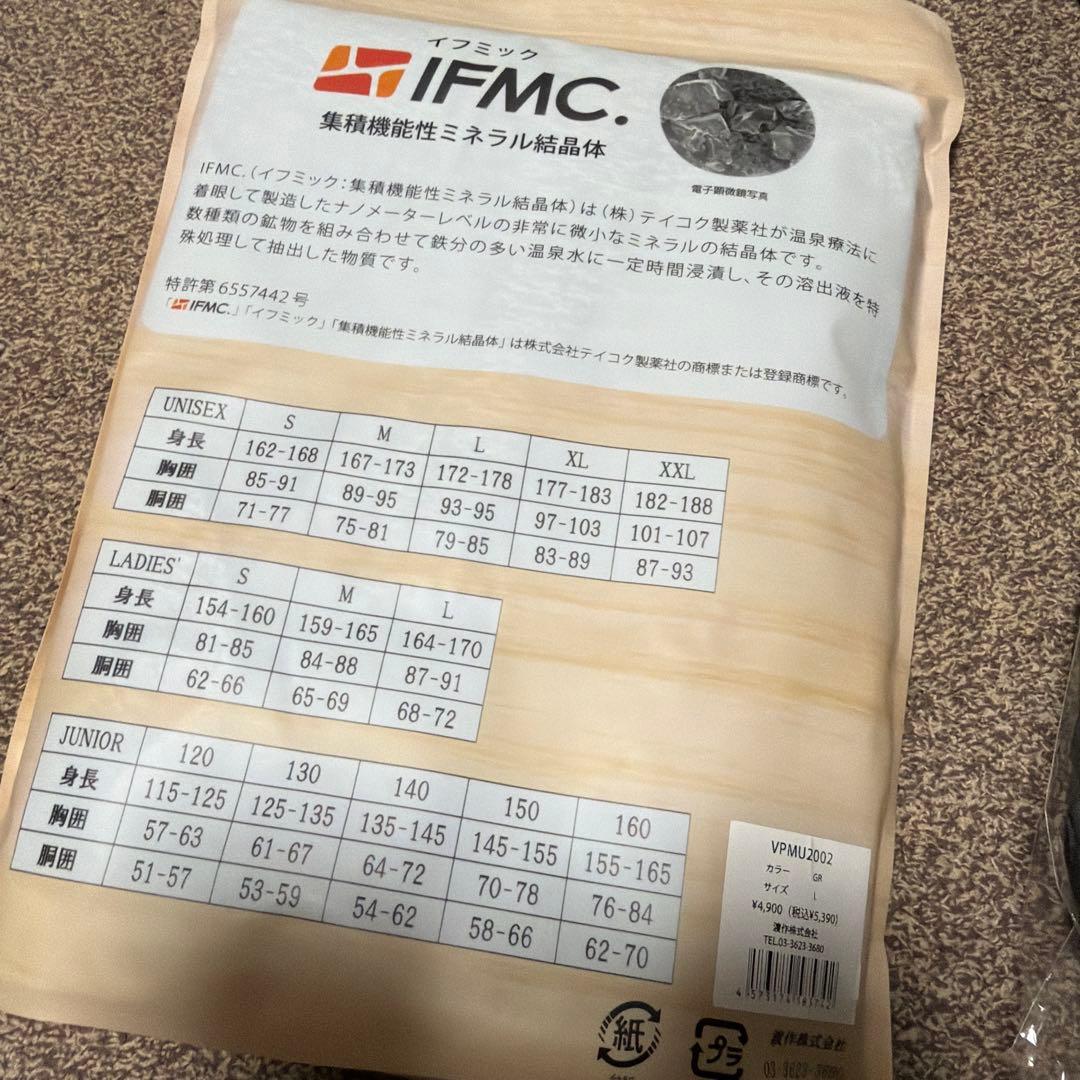 イフミック
IFMC.
集積機能性ミネラル結晶体
電子顕微鏡写真
IFMC.(イフミック:集積機能性ミネラル結晶体)は(株)テイコク製薬社が温泉療法に
着眼して製造したナノメーターレベルの非常に微小なミネラルの結晶体です。
数種類の鉱物を組み合わせて鉄分の多い温泉水に一定時間浸漬し、その溶出液を特
殊処理して抽出した物質です。
特許第6557442号
「IFMC.」「イフミック」「集積機能性ミネラル結晶体」は株式会社テイコク製薬社の商標または登録商標です。
UNISEX S M L XL XXL
身長 162-168 167-173 172-178 177-183 182-188
胸囲 85-91 89-95 93-95 97-103 101-107
胴囲 71-77 75-81 79-85 83-89 87-93
LADIES' S M L
身長 154-160 159-165 164-170
胸囲 81-85 84-88 87-91
胴囲 62-66 65-69 68-72
JUNIOR 120 130 140 150 160
身長 115-125 125-135 135-145 145-155 155-165
胸囲 57-63 61-67 64-72 70-78 76-84
胴囲 51-57 53-59 54-62 58-66 62-70
VPMU2002
カラー GR
サイズ L
¥4,900 (税込¥5,390)
渡作株式会社
TEL.03-3623-3680
紙
プラ
渡作株式会社
03-3623-3680